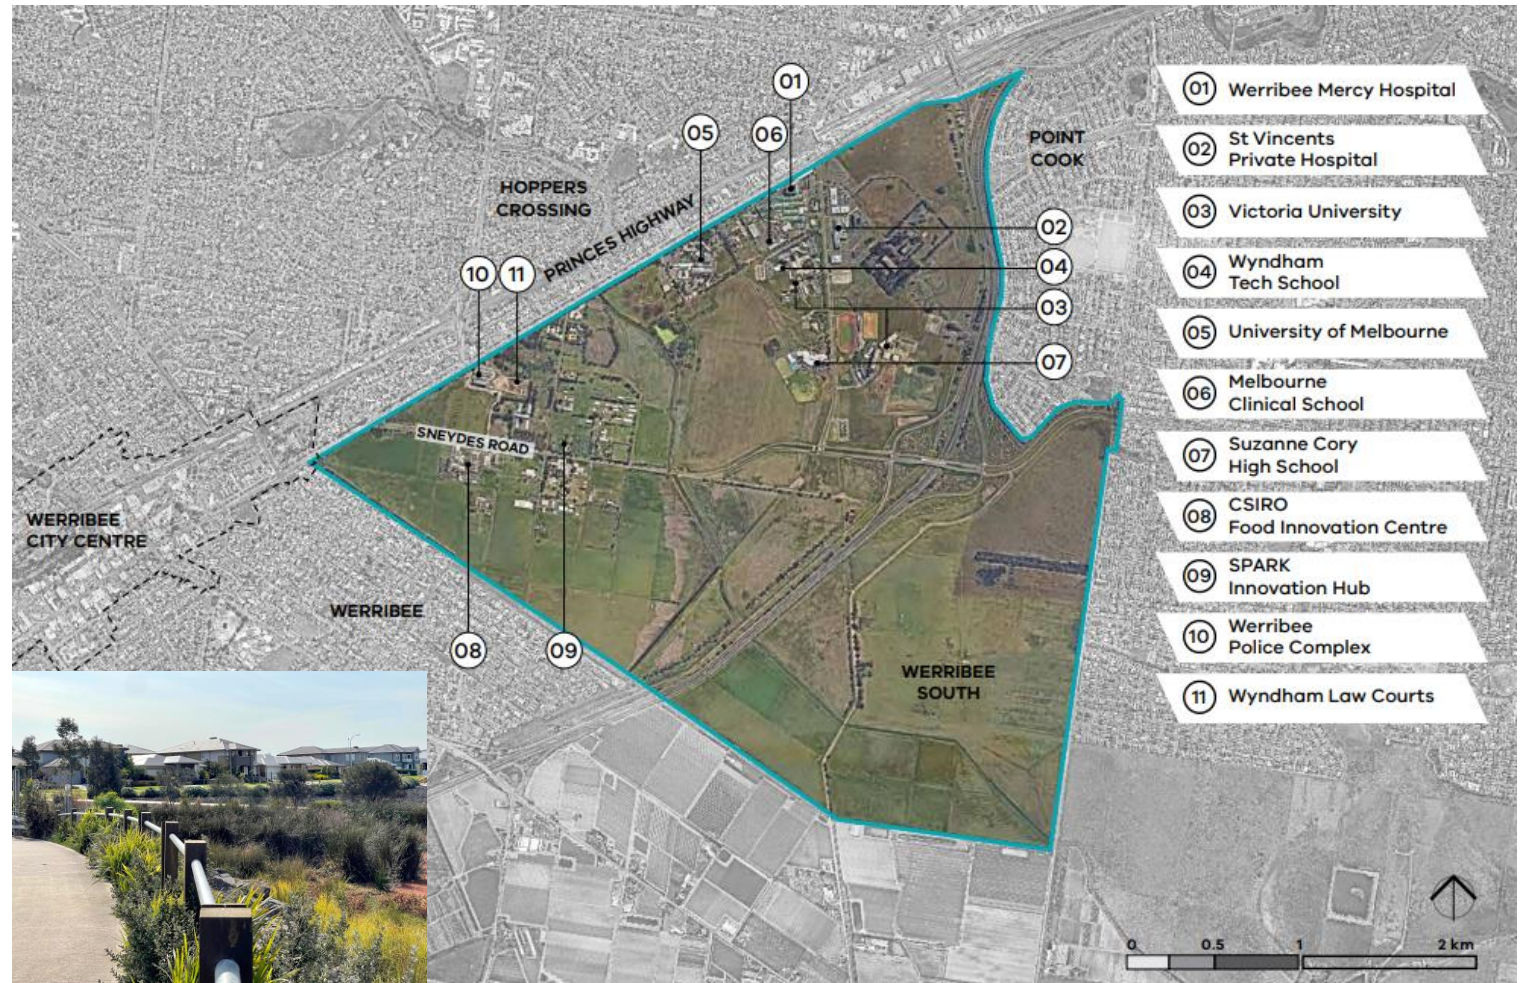 01
05
06
HOPPERS
CROSSING
PRINCES HIGHWAY
POINT
COOK
02
04
03
07
10
11
SNEYDES ROAD
WERRIBEE
CITY CENTRE
WERRIBEE
08
09
WERRIBEE
SOUTH
01 Werribee Mercy Hospital
02 St Vincents
Private Hospital
03 Victoria University
04 Wyndham
Tech School
05 University of Melbourne
06 Melbourne
Clinical School
07 Suzanne Cory
High School
08 CSIRO
Food Innovation Centre
09 SPARK
Innovation Hub
10 Werribee
Police Complex
11 Wyndham Law Courts
0 0.5 1 2 km